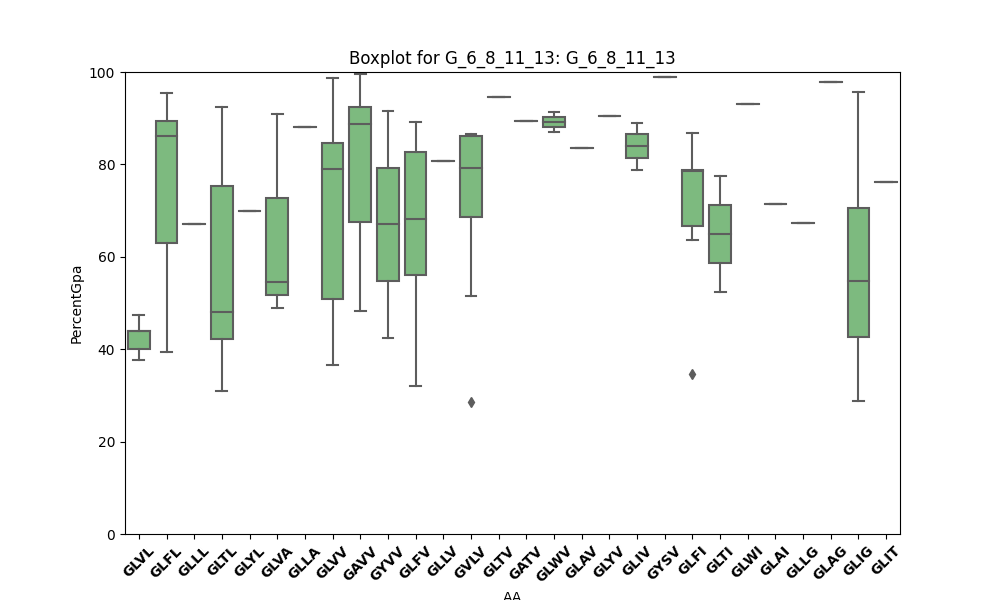 Boxplot for G_6_8_11_13: G_6_8_11_13
100
80
60
40
20
0
PercentGpa
GLVL GLFL GLLL GLTL GLYL GLVA GLLA GLVV GAVV GYVV GLFV GLLV GVLV GLTV GATV GLWV GLAV GLYV GLIV GYSV GLFI GLTI GLWI GLAI GLLG GLAG GLIG GLIT
AA